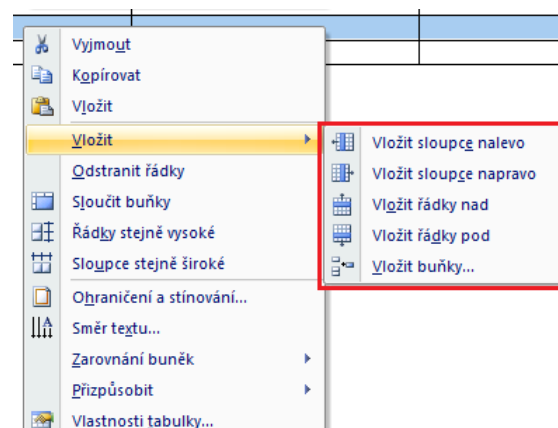 Vyjmout
Kopírovat
Vložit
Vložit
Odstranit řádky
Sloučit buňky
Řádky stejně vysoké
Sloupce stejně široké
Ohraničení a stínování...
Směr textu...
Zarovnání buněk
Přizpůsobit
Vlastnosti tabulky...
Vložit sloupce nalevo
Vložit sloupce napravo
Vložit řádky nad
Vložit řádky pod
Vložit buňky...